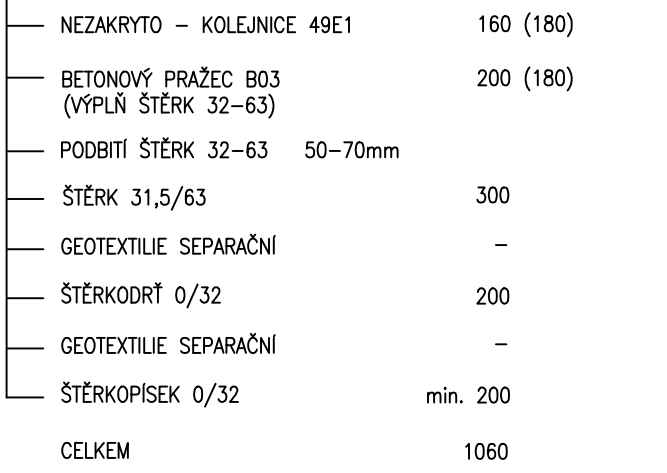 NEZAKRYTO – KOLEJNICE 49E1 160 (180)
BETONOVÝ PRAŽEC B03 200 (180)
(VÝPLŇ ŠTĚRK 32–63)
PODBITÍ ŠTĚRK 32–63 50–70mm
ŠTĚRK 31,5/63 300
GEOTEXTILIE SEPARAČNÍ –
ŠTĚRKODRŤ 0/32 200
GEOTEXTILIE SEPARAČNÍ –
ŠTĚRKOPÍSEK 0/32 min. 200
CELKEM 1060